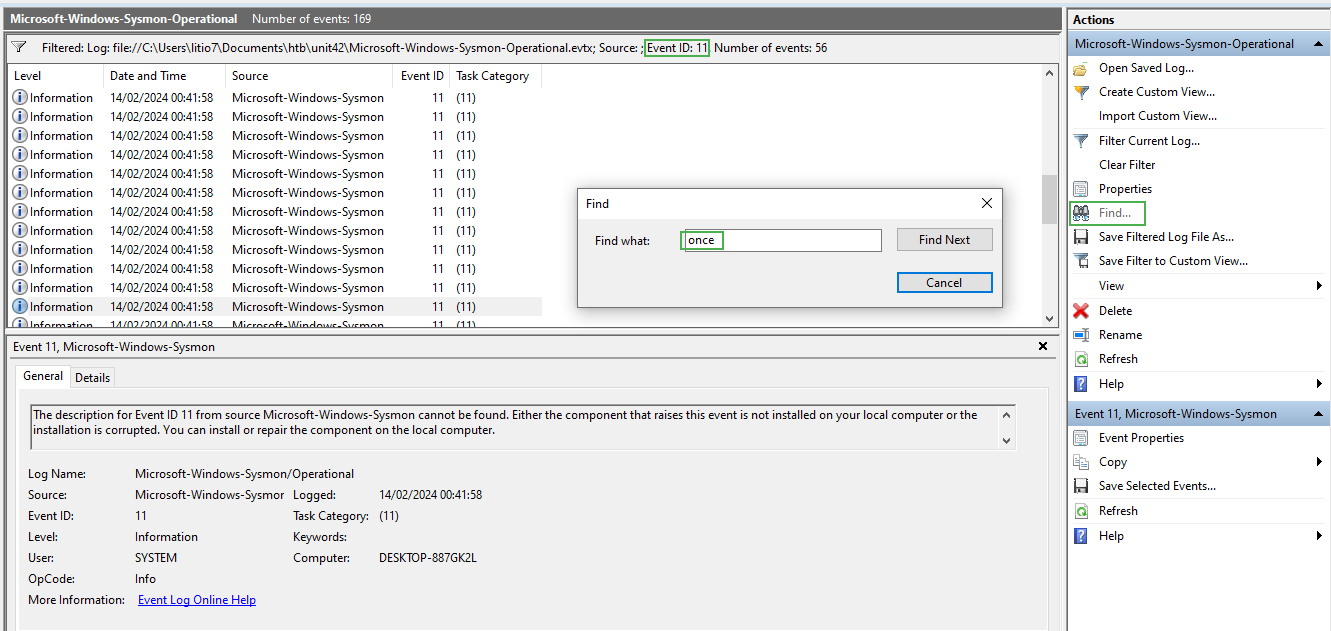 Microsoft-Windows-Sysmon-Operational Number of events: 169
Filtered: Log: file://C:\Users\litio7\Documents\htb\unit42\Microsoft-Windows-Sysmon-Operational.evtx; Source: ; Event ID: 11. Number of events: 56
Level Date and Time Source Event ID Task Category
Information 14/02/2024 00:41:58 Microsoft-Windows-Sysmon 11 (11)
Information 14/02/2024 00:41:58 Microsoft-Windows-Sysmon 11 (11)
Information 14/02/2024 00:41:58 Microsoft-Windows-Sysmon 11 (11)
Information 14/02/2024 00:41:58 Microsoft-Windows-Sysmon 11 (11)
Information 14/02/2024 00:41:58 Microsoft-Windows-Sysmon 11 (11)
Information 14/02/2024 00:41:58 Microsoft-Windows-Sysmon 11 (11)
Information 14/02/2024 00:41:58 Microsoft-Windows-Sysmon 11 (11)
Information 14/02/2024 00:41:58 Microsoft-Windows-Sysmon 11 (11)
Information 14/02/2024 00:41:58 Microsoft-Windows-Sysmon 11 (11)
Information 14/02/2024 00:41:58 Microsoft-Windows-Sysmon 11 (11)
Information 14/02/2024 00:41:58 Microsoft-Windows-Sysmon 11 (11)
Information 14/02/2024 00:41:58 Microsoft-Windows-Sysmon 11 (11)
Information 14/02/2024 00:41:58 Microsoft-Windows-Sysmon 11 (11)
Find
Find what: once Find Next
Cancel
Event 11, Microsoft-Windows-Sysmon
General Details
The description for Event ID 11 from source Microsoft-Windows-Sysmon cannot be found. Either the component that raises this event is not installed on your local computer or the
installation is corrupted. You can install or repair the component on the local computer.
Log Name: Microsoft-Windows-Sysmon/Operational
Source: Microsoft-Windows-Sysmor Logged: 14/02/2024 00:41:58
Event ID: 11 Task Category: (11)
Level: Information Keywords:
User: SYSTEM Computer: DESKTOP-887GK2L
OpCode: Info
More Information: Event Log Online Help
Actions
Microsoft-Windows-Sysmon-Operational
Open Saved Log...
Create Custom View...
Import Custom View...
Filter Current Log...
Clear Filter
Properties
Find...
Save Filtered Log File As...
Save Filter to Custom View...
View
Delete
Rename
Refresh
Help
Event 11, Microsoft-Windows-Sysmon
Event Properties
Copy
Save Selected Events...
Refresh
Help